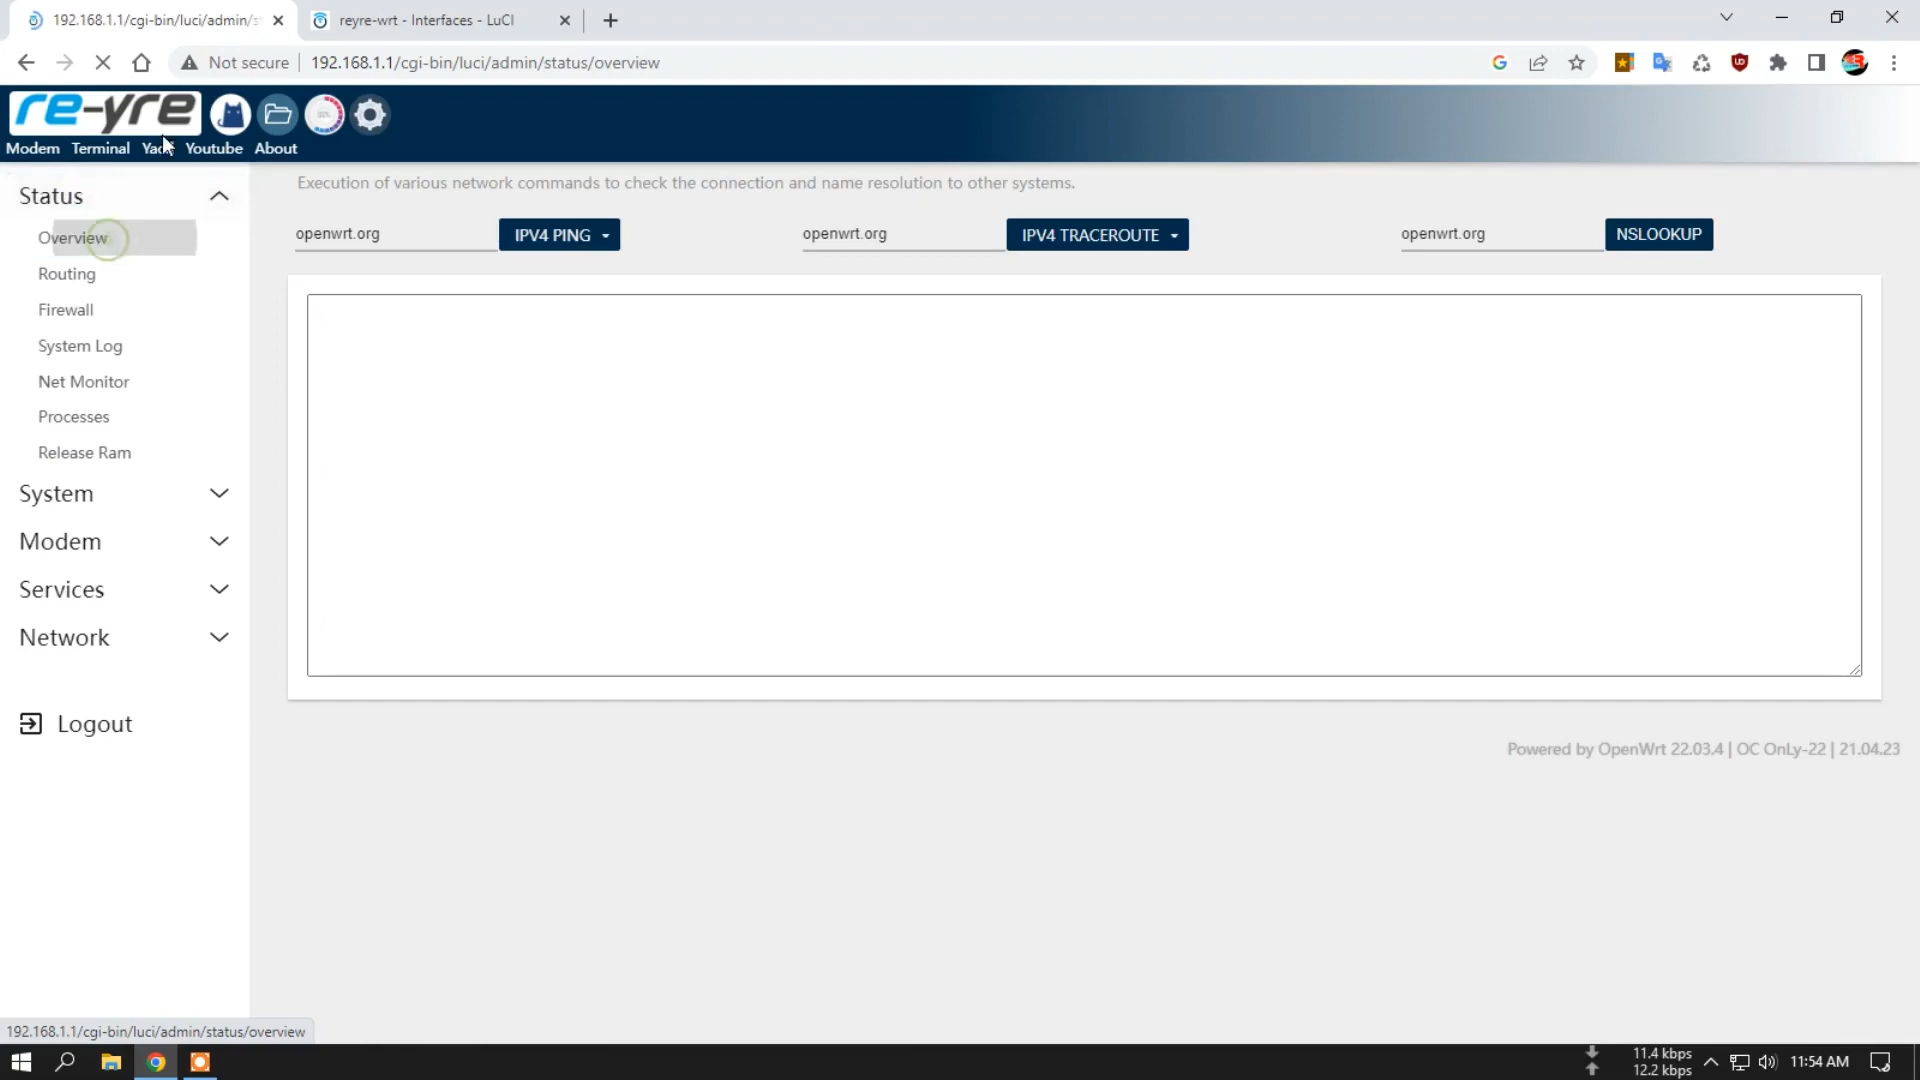 192.168.1.1/cgi-bin/luci/admin/s
reyre-wrt - Interfaces - LuCI
Not secure
192.168.1.1/cgi-bin/luci/admin/status/overview
re-yre
Modem Terminal Youtube About
Status
Overview
Routing
Firewall
System Log
Net Monitor
Processes
Release Ram
System
Modem
Services
Network
Logout
Execution of various network commands to check the connection and name resolution to other systems.
openwrt.org IPV4 PING openwrt.org IPV4 TRACEROUTE openwrt.org NSLOOKUP
Powered by OpenWrt 22.03.4 | OC OnLy-22 | 21.04.23
192.168.1.1/cgi-bin/luci/admin/status/overview
11.4 kbps
12.2 kbps
11:54 AM